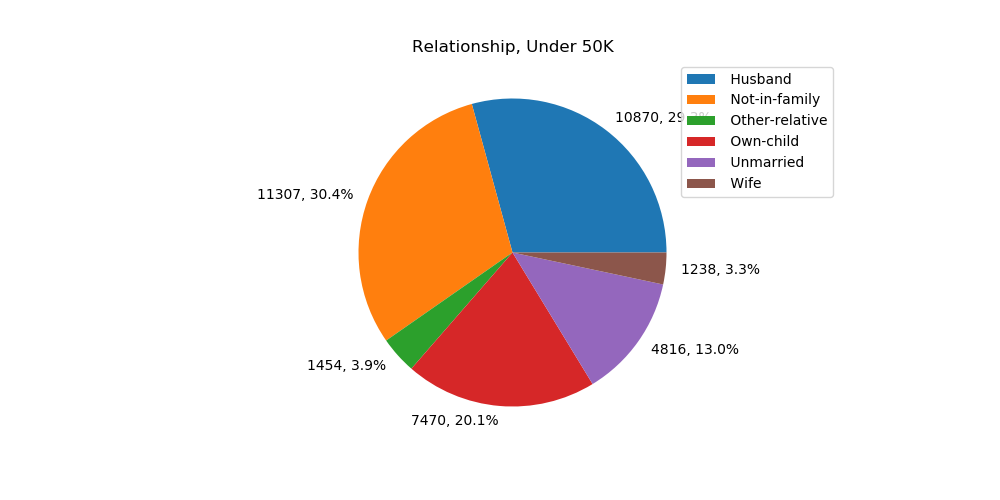 Relationship, Under 50K
Husband
Not-in-family
Other-relative
Own-child
Unmarried
Wife
10870, 29.
11307, 30.4%
1238, 3.3%
4816, 13.0%
1454, 3.9%
7470, 20.1%